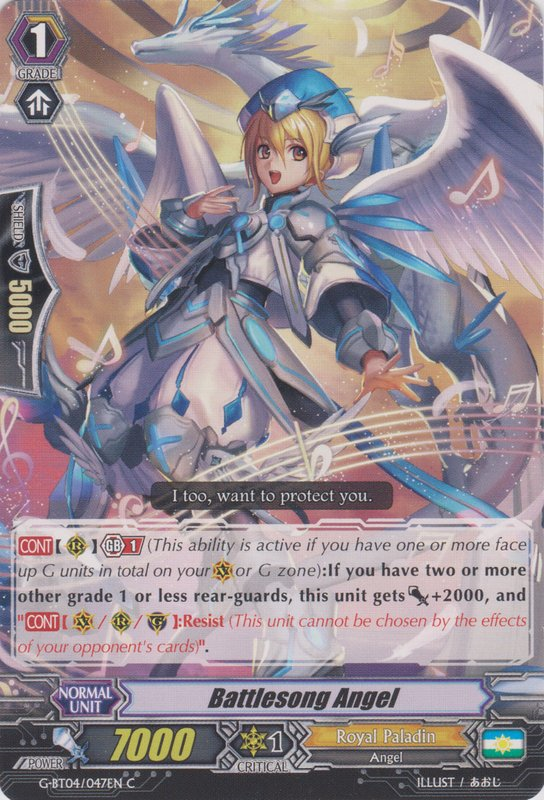 1
GRADE
SHIELD
5000
I too, want to protect you.
CONT【 R 】GB 1 (This ability is active if you have one or more face
up G units in total on your V or G zone):If you have two or more
other grade 1 or less rear-guards, this unit gets +2000, and
"CONT【 V / R / G 】:Resist (This unit cannot be chosen by the effects
of your opponent's cards)".
NORMAL
UNIT
Battlesong Angel
POWER
7000
1
CRITICAL
Royal Paladin
Angel
G-BT04/047EN C
ILLUST / あおじ